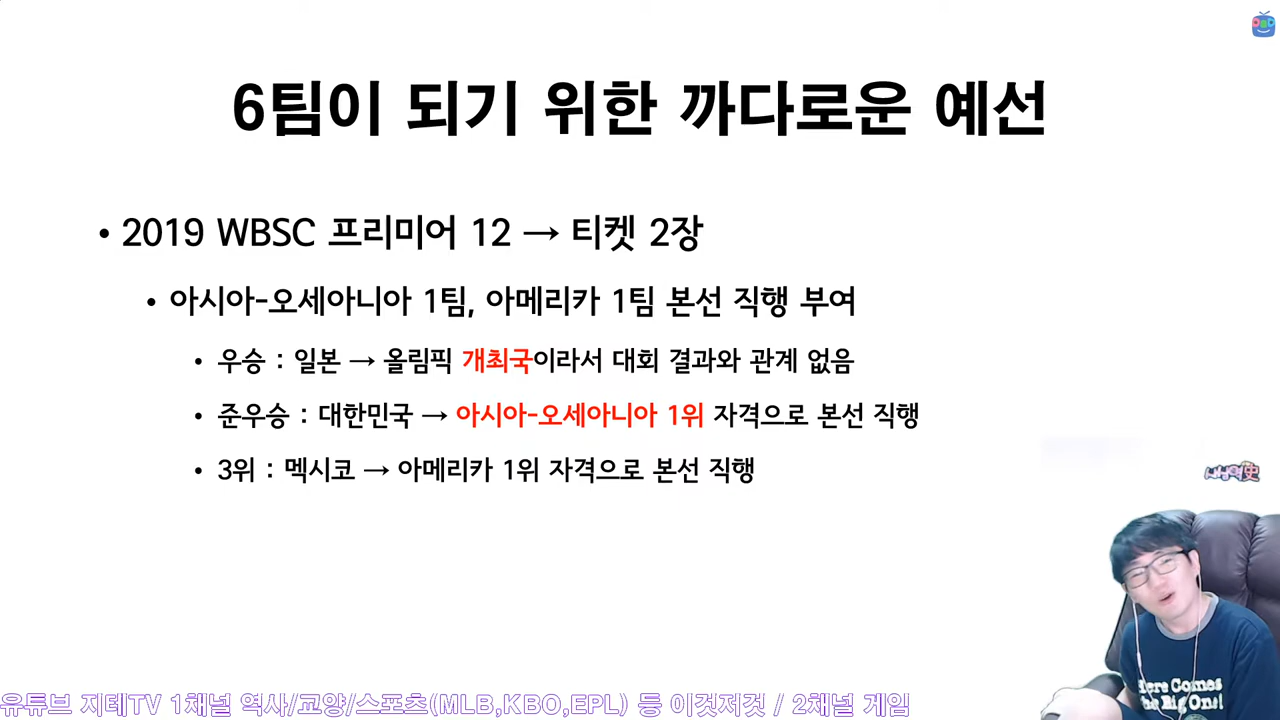 6팀이 되기 위한 까다로운 예선
• 2019 WBSC 프리미어 12 → 티켓 2장
• 아시아-오세아니아 1팀, 아메리카 1팀 본선 직행 부여
• 우승 : 일본 → 올림픽 개최국이라서 대회 결과와 관계 없음
• 준우승 : 대한민국 → 아시아-오세아니아 1위 자격으로 본선 직행
• 3위 : 멕시코 → 아메리카 1위 자격으로 본선 직행
Here Comes
the Big One!
유튜브 지테TV 1채널 역사/교양/스포츠(MLB,KBO,EPL) 등 이것저것 / 2채널 게임